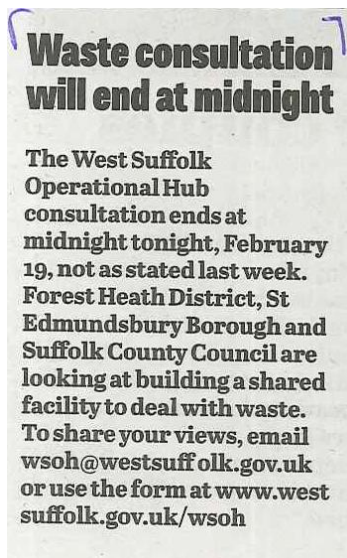 Waste consultation
will end at midnight
The West Suffolk
Operational Hub
consultation ends at
midnight tonight, February
19, not as stated last week.
Forest Heath District, St
Edmundsbury Borough and
Suffolk County Council are
looking at building a shared
facility to deal with waste.
To share your views, email
wsoh@westsuff olk.gov.uk
or use the form at www.west
suffolk.gov.uk/wsoh